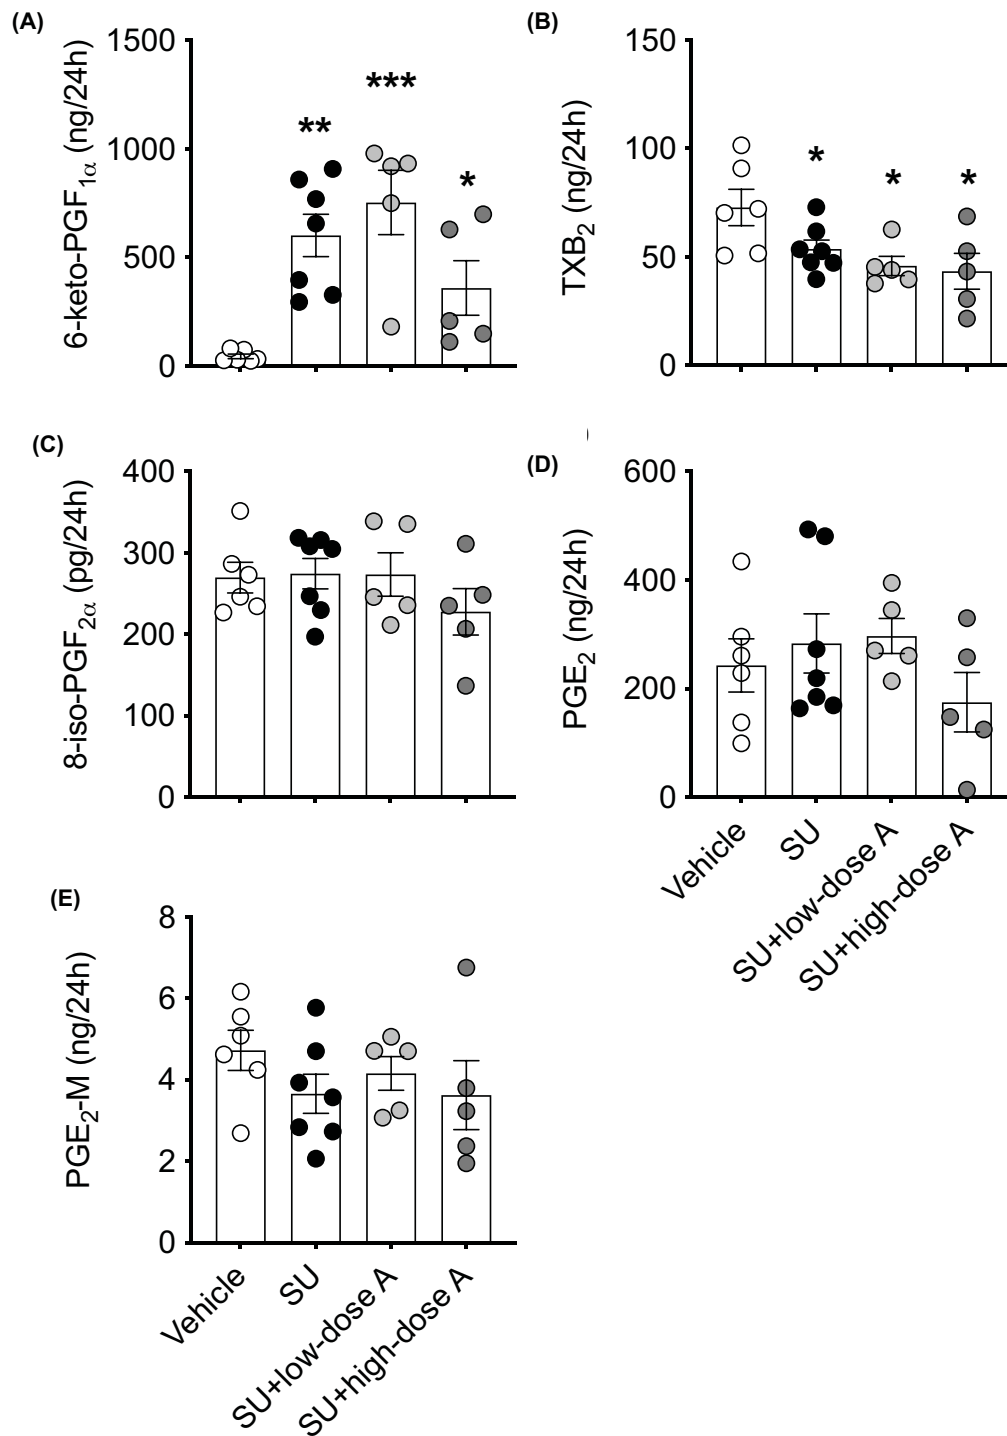 (A)
6-keto-PGF1α (ng/24h)
1500
1000
500
0
**
***
*
(B)
TXB2 (ng/24h)
150
100
50
0
*
*
*
(C)
8-iso-PGF2α (pg/24h)
400
300
200
100
0
(D)
PGE2 (ng/24h)
600
400
200
0
Vehicle
SU
SU+low-dose A
SU+high-dose A
(E)
PGE2-M (ng/24h)
8
6
4
2
0
Vehicle
SU
SU+low-dose A
SU+high-dose A